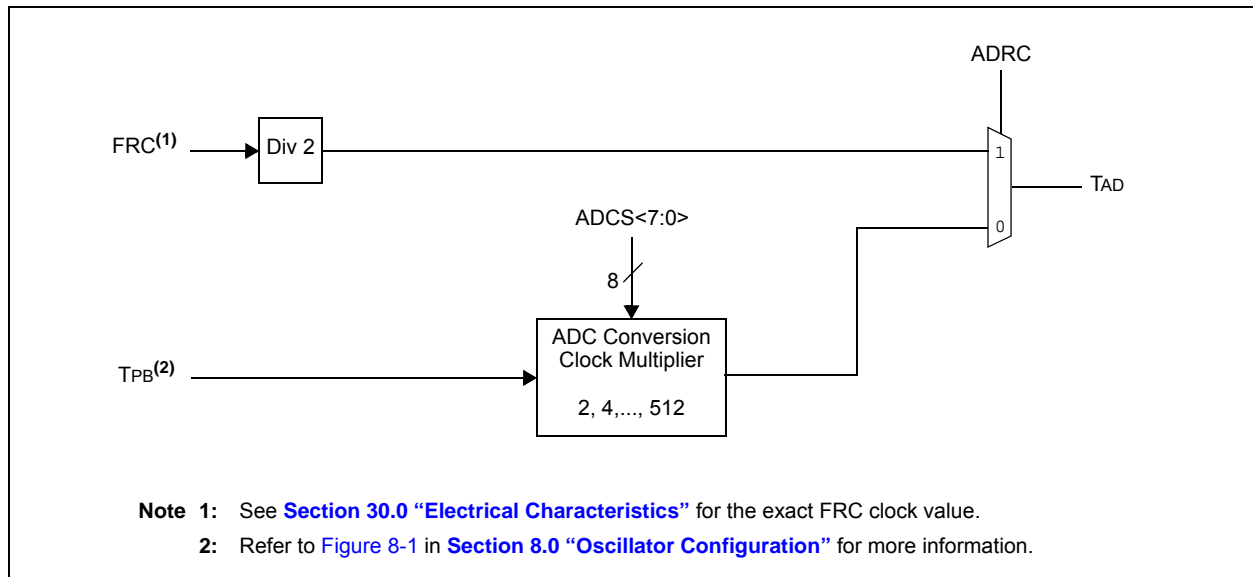 ADRC
FRC(1)
Div 2
1
TAD
ADCS<7:0>
0
8
ADC Conversion
Clock Multiplier
TPB(2)
2, 4,..., 512
Note 1: See Section 30.0 “Electrical Characteristics” for the exact FRC clock value.
2: Refer to Figure 8-1 in Section 8.0 “Oscillator Configuration” for more information.